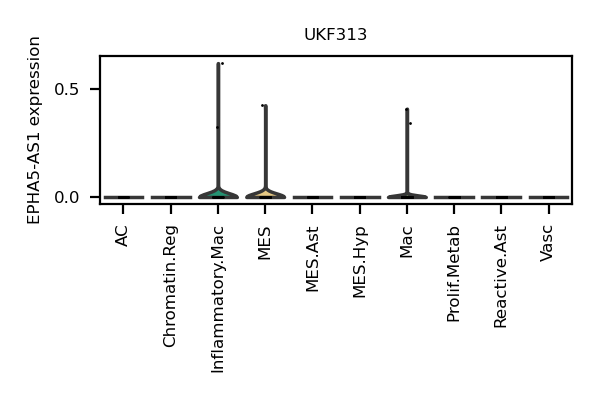 UKF313
EPHA5-AS1 expression
0.5
0.0
AC
Chromatin.Reg
Inflammatory.Mac
MES
MES.Ast
MES.Hyp
Mac
Prolif.Metab
Reactive.Ast
Vasc